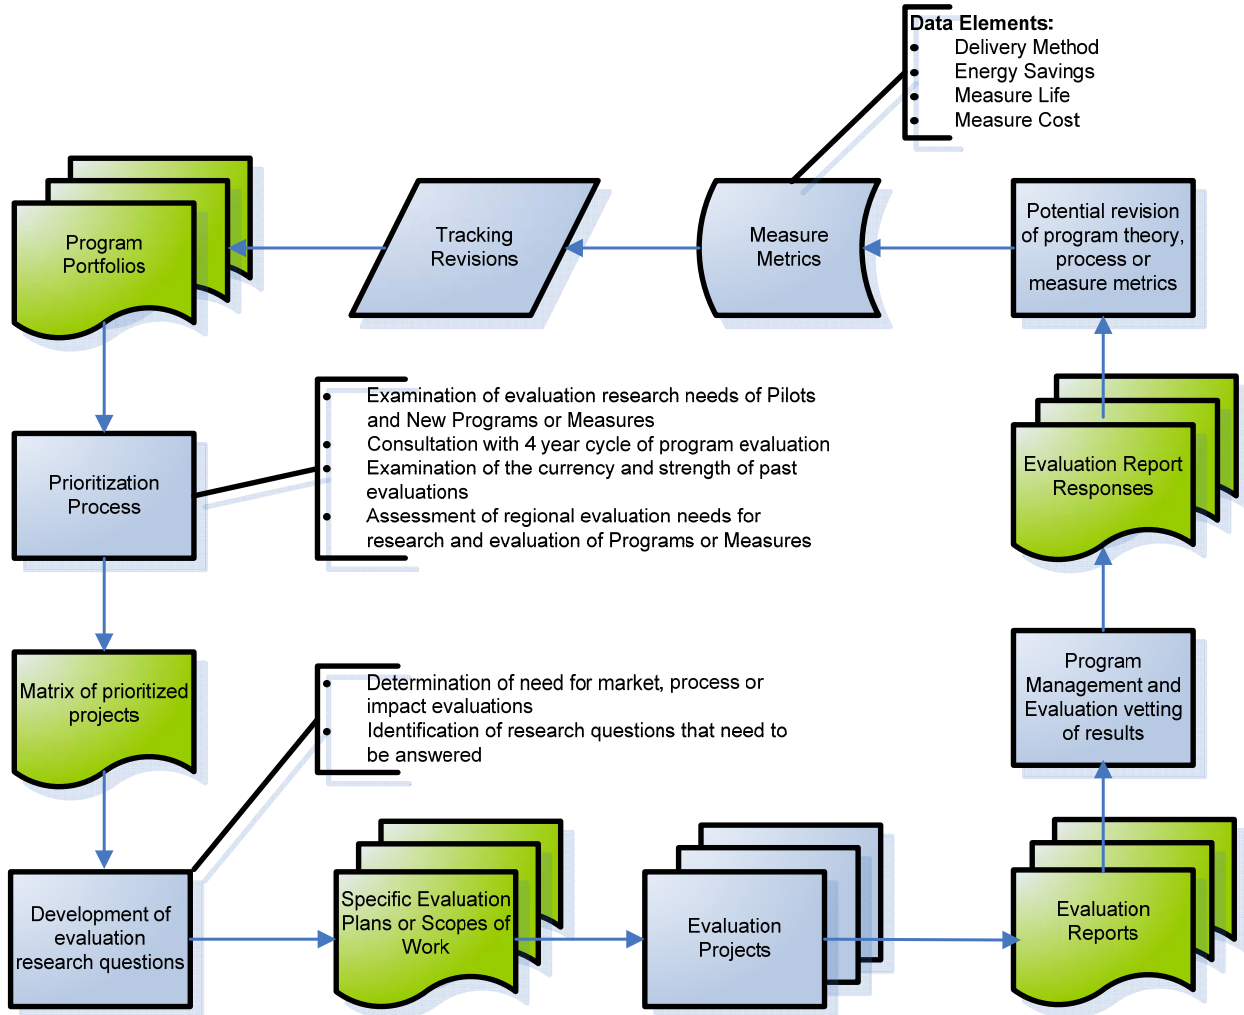 Data Elements:
• Delivery Method
• Energy Savings
• Measure Life
• Measure Cost
Program
Portfolios
Tracking
Revisions
Measure
Metrics
Potential revision
of program theory,
process or
measure metrics
• Examination of evaluation research needs of Pilots
and New Programs or Measures
• Consultation with 4 year cycle of program evaluation
• Examination of the currency and strength of past
evaluations
• Assessment of regional evaluation needs for
research and evaluation of Programs or Measures
Prioritization
Process
Evaluation Report
Responses
Matrix of prioritized
projects
• Determination of need for market, process or
impact evaluations
• Identification of research questions that need to
be answered
Program
Management and
Evaluation vetting
of results
Development of
evaluation
research questions
Specific Evaluation
Plans or Scopes of
Work
Evaluation
Projects
Evaluation
Reports